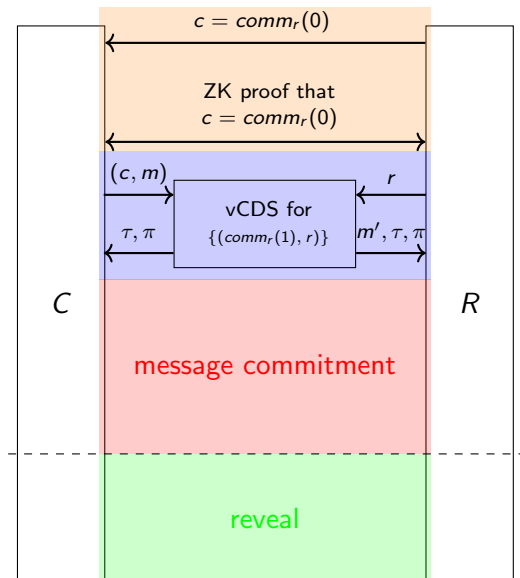 c = comm_r(0)
ZK proof that
c = comm_r(0)
(c, m)
r
vCDS for
{(comm_r(1), r)}
τ, π
m′, τ, π
C
R
message commitment
reveal